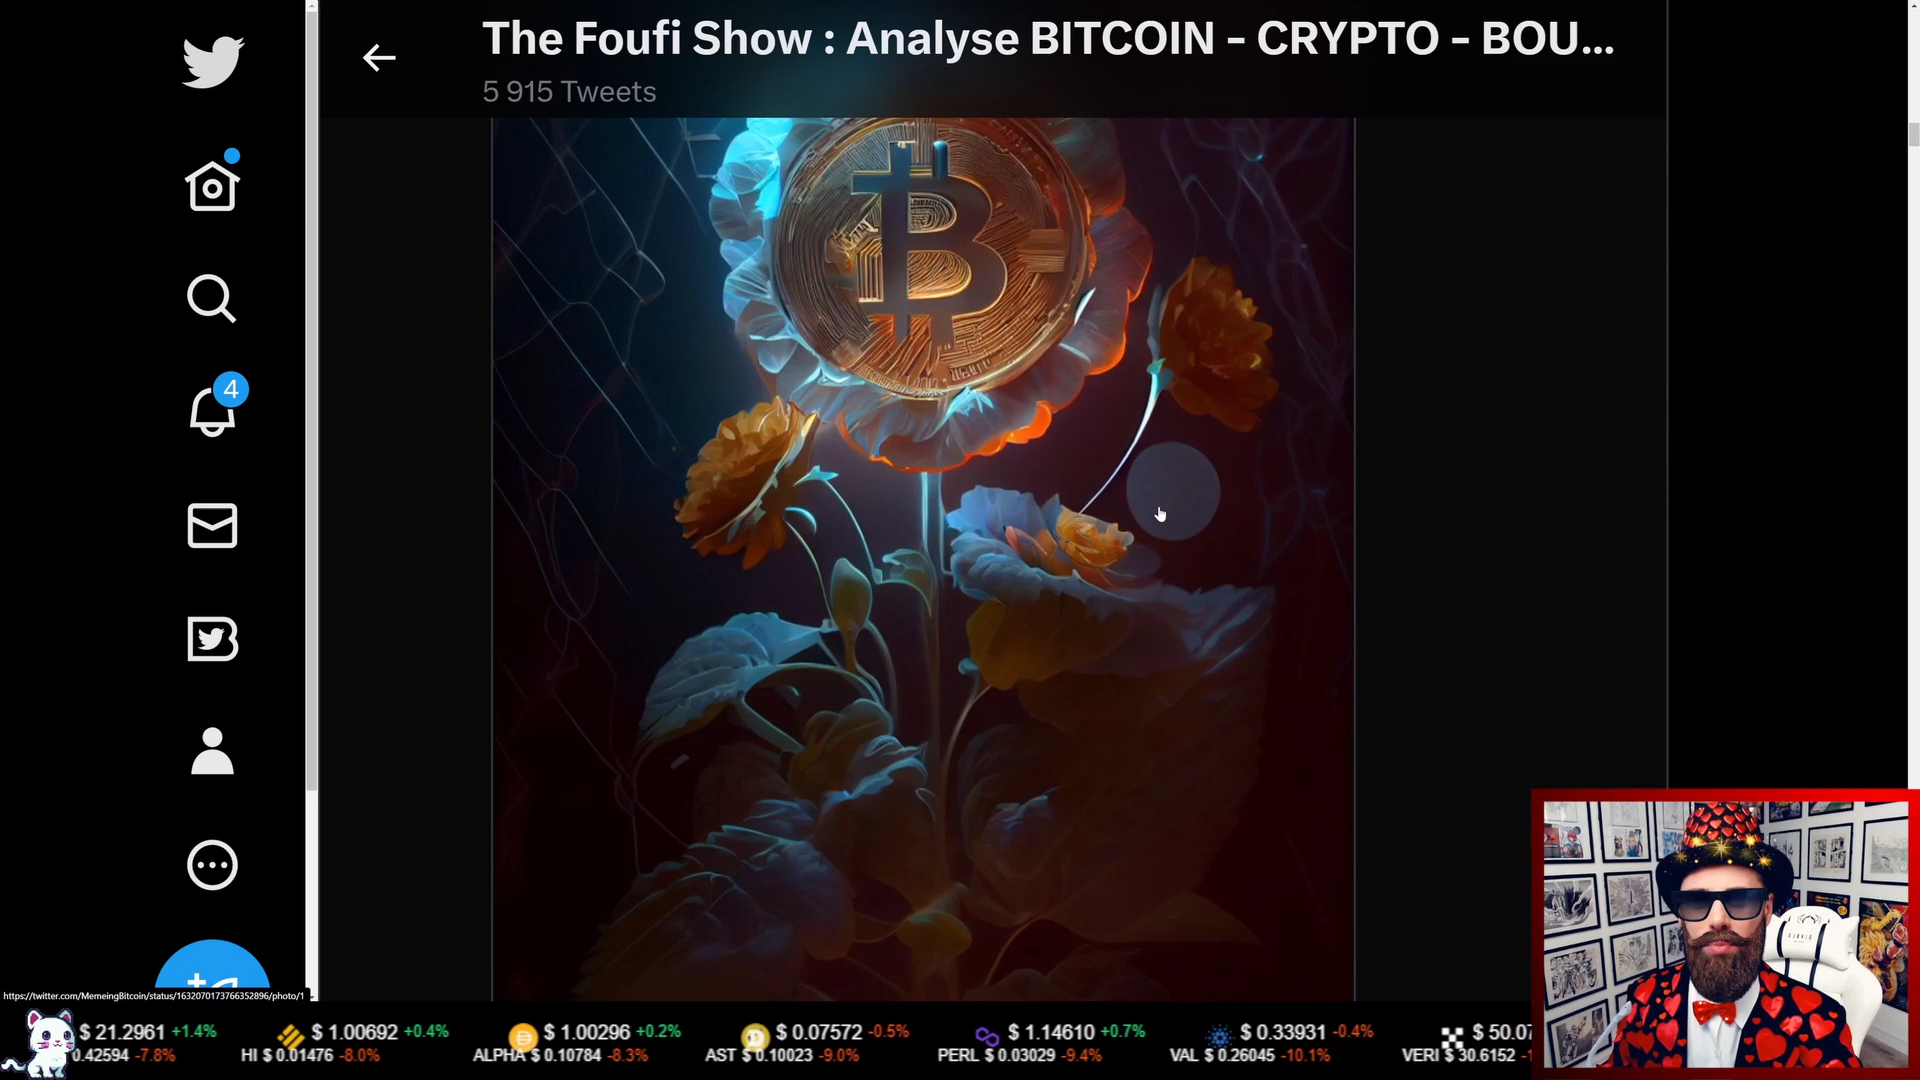 The Foufi Show : Analyse BITCOIN - CRYPTO - BOU...
5 915 Tweets
4
https://twitter.com/MemeingBitcoin/status/1632070173766352896/photo/1
$ 21.2961 +1.4% $ 1.00692 +0.4% $ 1.00296 +0.2% $ 0.07572 -0.5% $ 1.14610 +0.7% $ 0.33931 -0.4% $ 50.07
0.42594 -7.8% HI $ 0.01476 -8.0% ALPHA $ 0.10784 -8.3% AST $ 0.10023 -9.0% PERL $ 0.03029 -9.4% VAL $ 0.26045 -10.1% VERI $ 30.6152